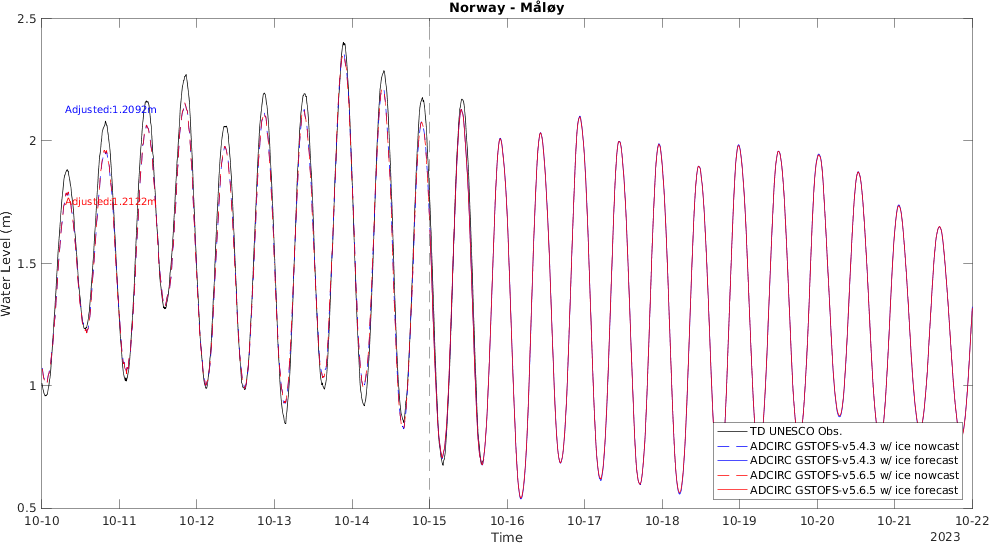 Norway - Måløy
Water Level (m)
2.5
2
1.5
1
0.5
Adjusted:1.2092m
Adjusted:1.2122m
TD UNESCO Obs.
ADCIRC GSTOFS-v5.4.3 w/ ice nowcast
ADCIRC GSTOFS-v5.4.3 w/ ice forecast
ADCIRC GSTOFS-v5.6.5 w/ ice nowcast
ADCIRC GSTOFS-v5.6.5 w/ ice forecast
10-10 10-11 10-12 10-13 10-14 10-15 10-16 10-17 10-18 10-19 10-20 10-21 10-22
Time
2023